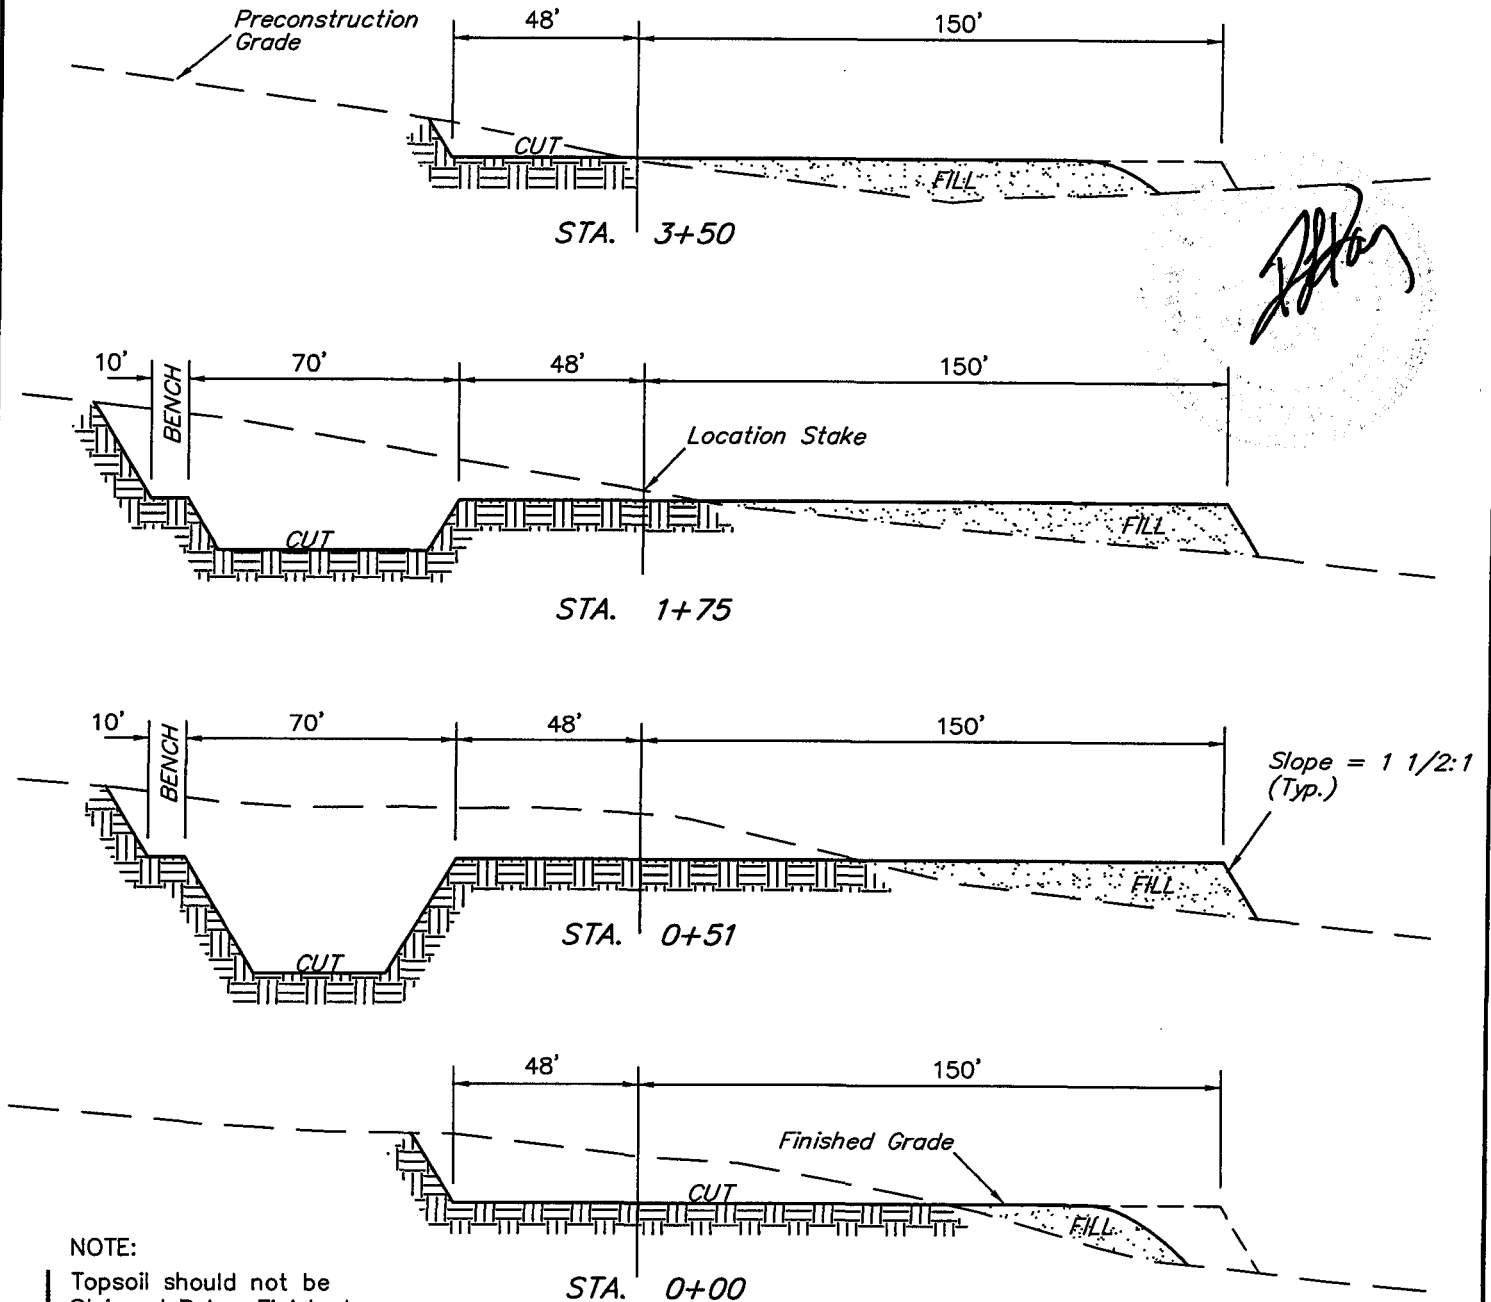 Preconstruction
Grade
48'
150'
CUT
FILL
STA. 3+50
10'
BENCH
70'
48'
150'
Location Stake
CUT
FILL
STA. 1+75
10'
BENCH
70'
48'
150'
Slope = 1 1/2:1
(Typ.)
CUT
FILL
STA. 0+51
48'
150'
Finished Grade
CUT
FILL
STA. 0+00
NOTE:
Topsoil should not be